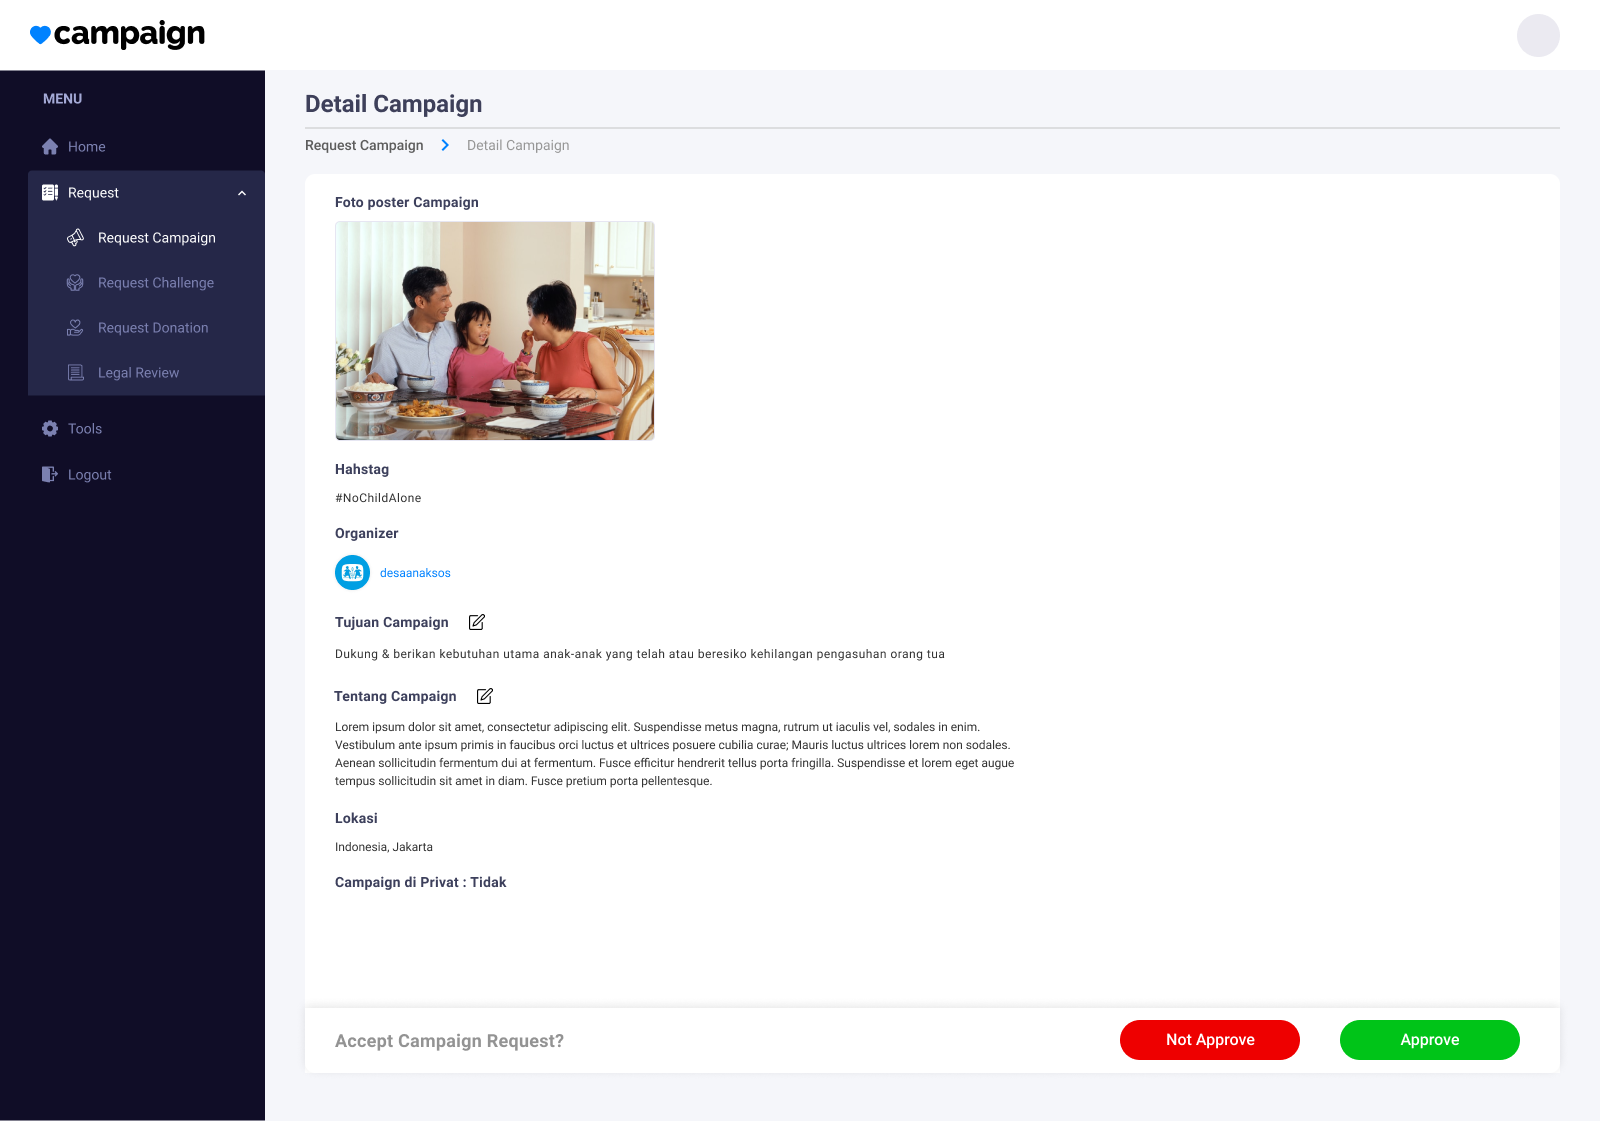 campaign
MENU
Home
Request
Request Campaign
Request Challenge
Request Donation
Legal Review
Tools
Logout
Detail Campaign
Request Campaign
Detail Campaign
Foto poster Campaign
Hahstag
#NoChildAlone
Organizer
desaanaksos
Tujuan Campaign
Dukung & berikan kebutuhan utama anak-anak yang telah atau beresiko kehilangan pengasuhan orang tua
Tentang Campaign
Lorem ipsum dolor sit amet, consectetur adipiscing elit. Suspendisse metus magna, rutrum ut iaculis vel, sodales in enim.
Vestibulum ante ipsum primis in faucibus orci luctus et ultrices posuere cubilia curae; Mauris luctus ultrices lorem non sodales.
Aenean sollicitudin fermentum dui at fermentum. Fusce efficitur hendrerit tellus porta fringilla. Suspendisse et lorem eget augue
tempus sollicitudin sit amet in diam. Fusce pretium porta pellentesque.
Lokasi
Indonesia, Jakarta
Campaign di Privat : Tidak
Accept Campaign Request?
Not Approve
Approve